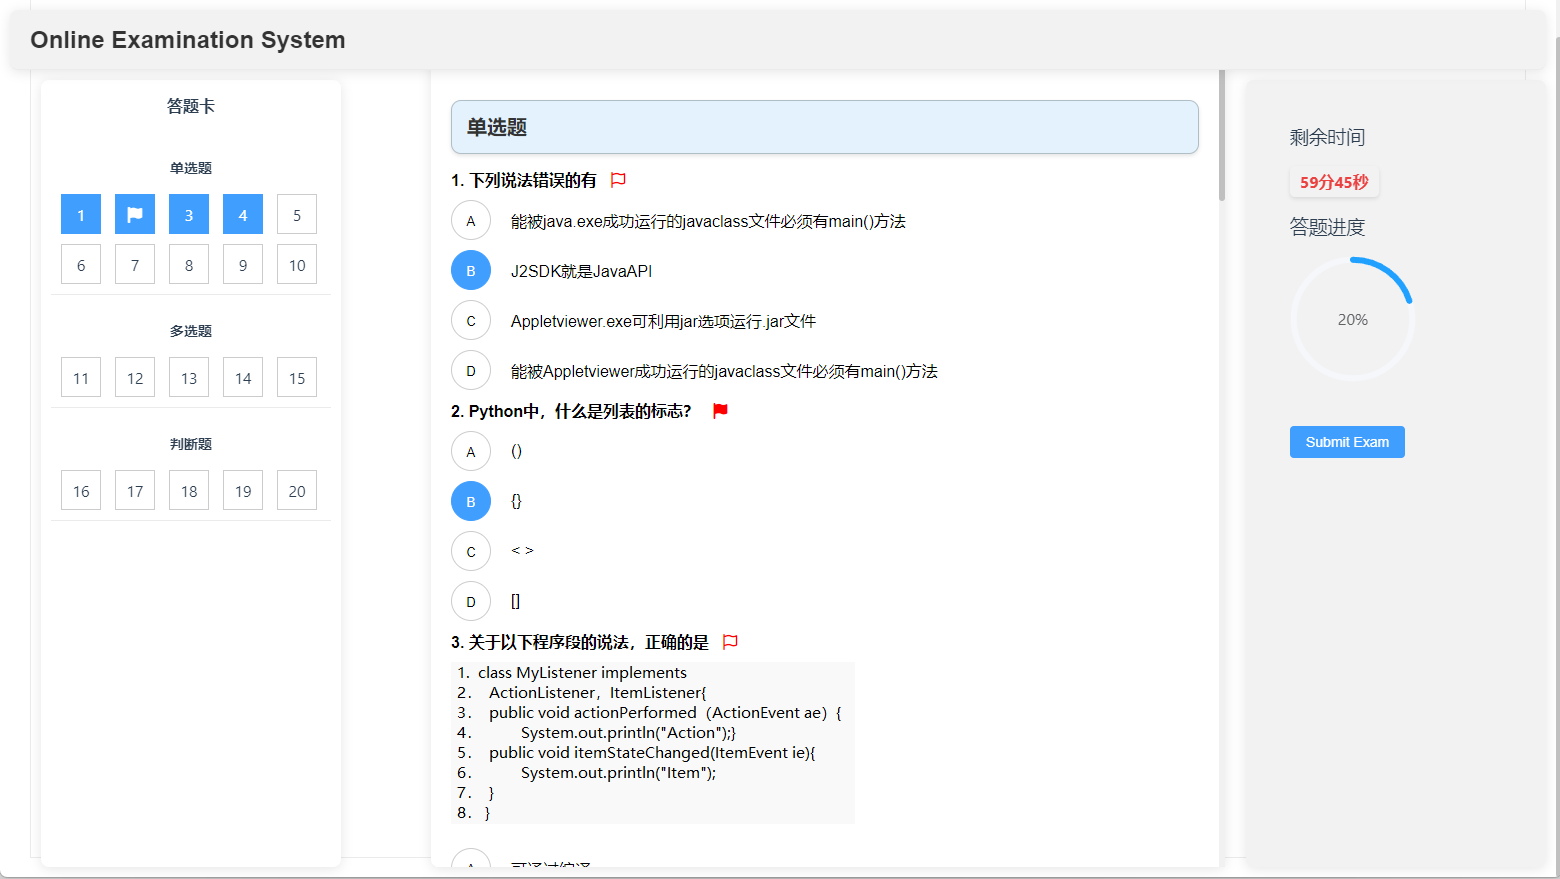 Online Examination System
答题卡
单选题
1 3 4 5
6 7 8 9 10
多选题
11 12 13 14 15
判断题
16 17 18 19 20
单选题
1. 下列说法错误的有
A 能被java.exe成功运行的javaclass文件必须有main()方法
B J2SDK就是JavaAPI
C Appletviewer.exe可利用jar选项运行.jar文件
D 能被Appletviewer成功运行的javaclass文件必须有main()方法
2. Python中，什么是列表的标志?
A ()
B {}
C < >
D []
3. 关于以下程序段的说法，正确的是
1. class MyListener implements
2. ActionListener，ItemListener{
3. public void actionPerformed（ActionEvent ae）{
4. System.out.println("Action");}
5. public void itemStateChanged(ItemEvent ie){
6. System.out.println("Item");
7. }
8. }
A 可通过编译
剩余时间
59分45秒
答题进度
20%
Submit Exam